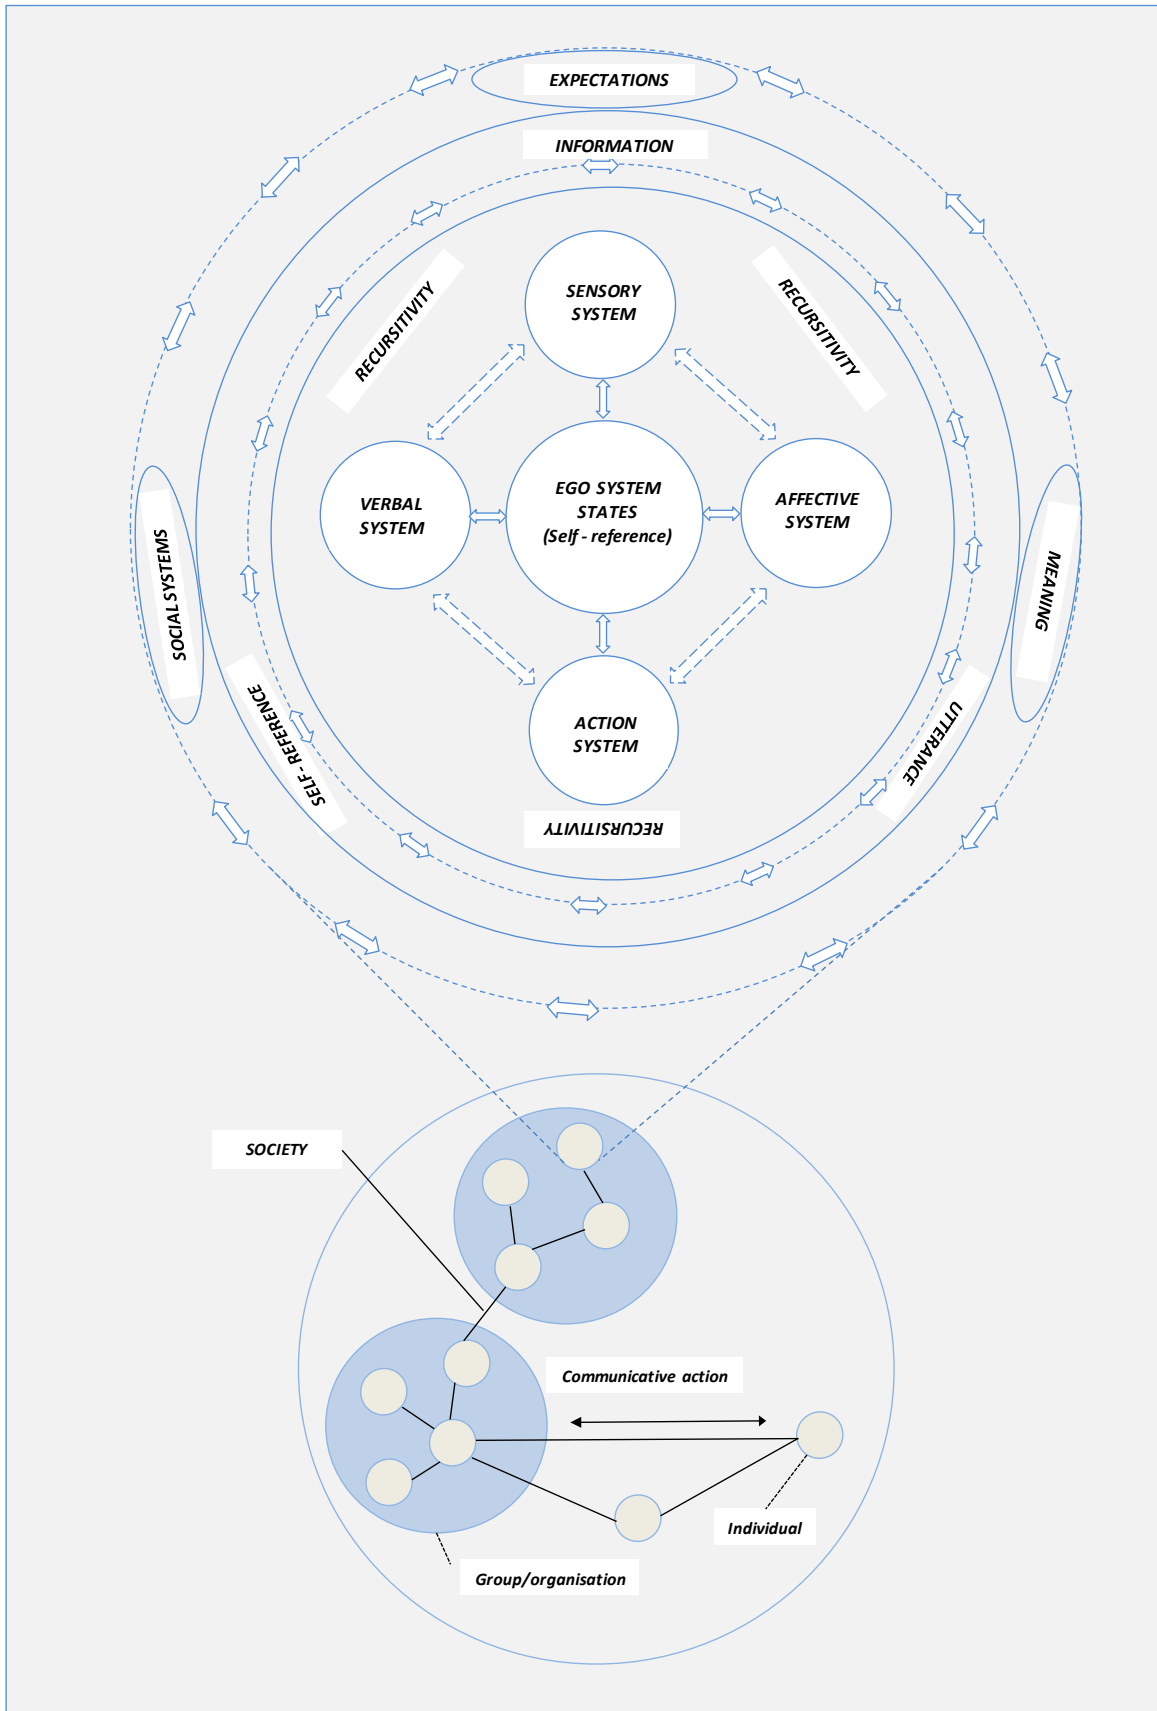 EXPECTATIONS
INFORMATION
RECURSITIVITY
RECURSITIVITY
SENSORY
SYSTEM
VERBAL
SYSTEM
EGO SYSTEM
STATES
(Self - reference)
AFFECTIVE
SYSTEM
SOCIAL SYSTEMS
MEANING
SELF - REFERENCE
UTTERANCE
ACTION
SYSTEM
RECURSITIVITY
SOCIETY
Communicative action
Individual
Group/organisation